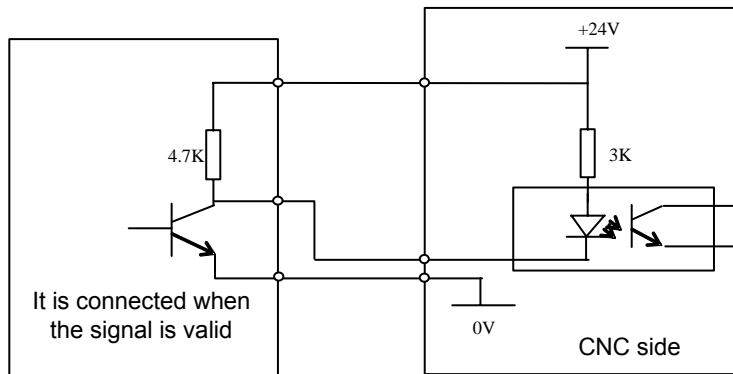 +24V
4.7K
3K
It is connected when
the signal is valid
0V
CNC side